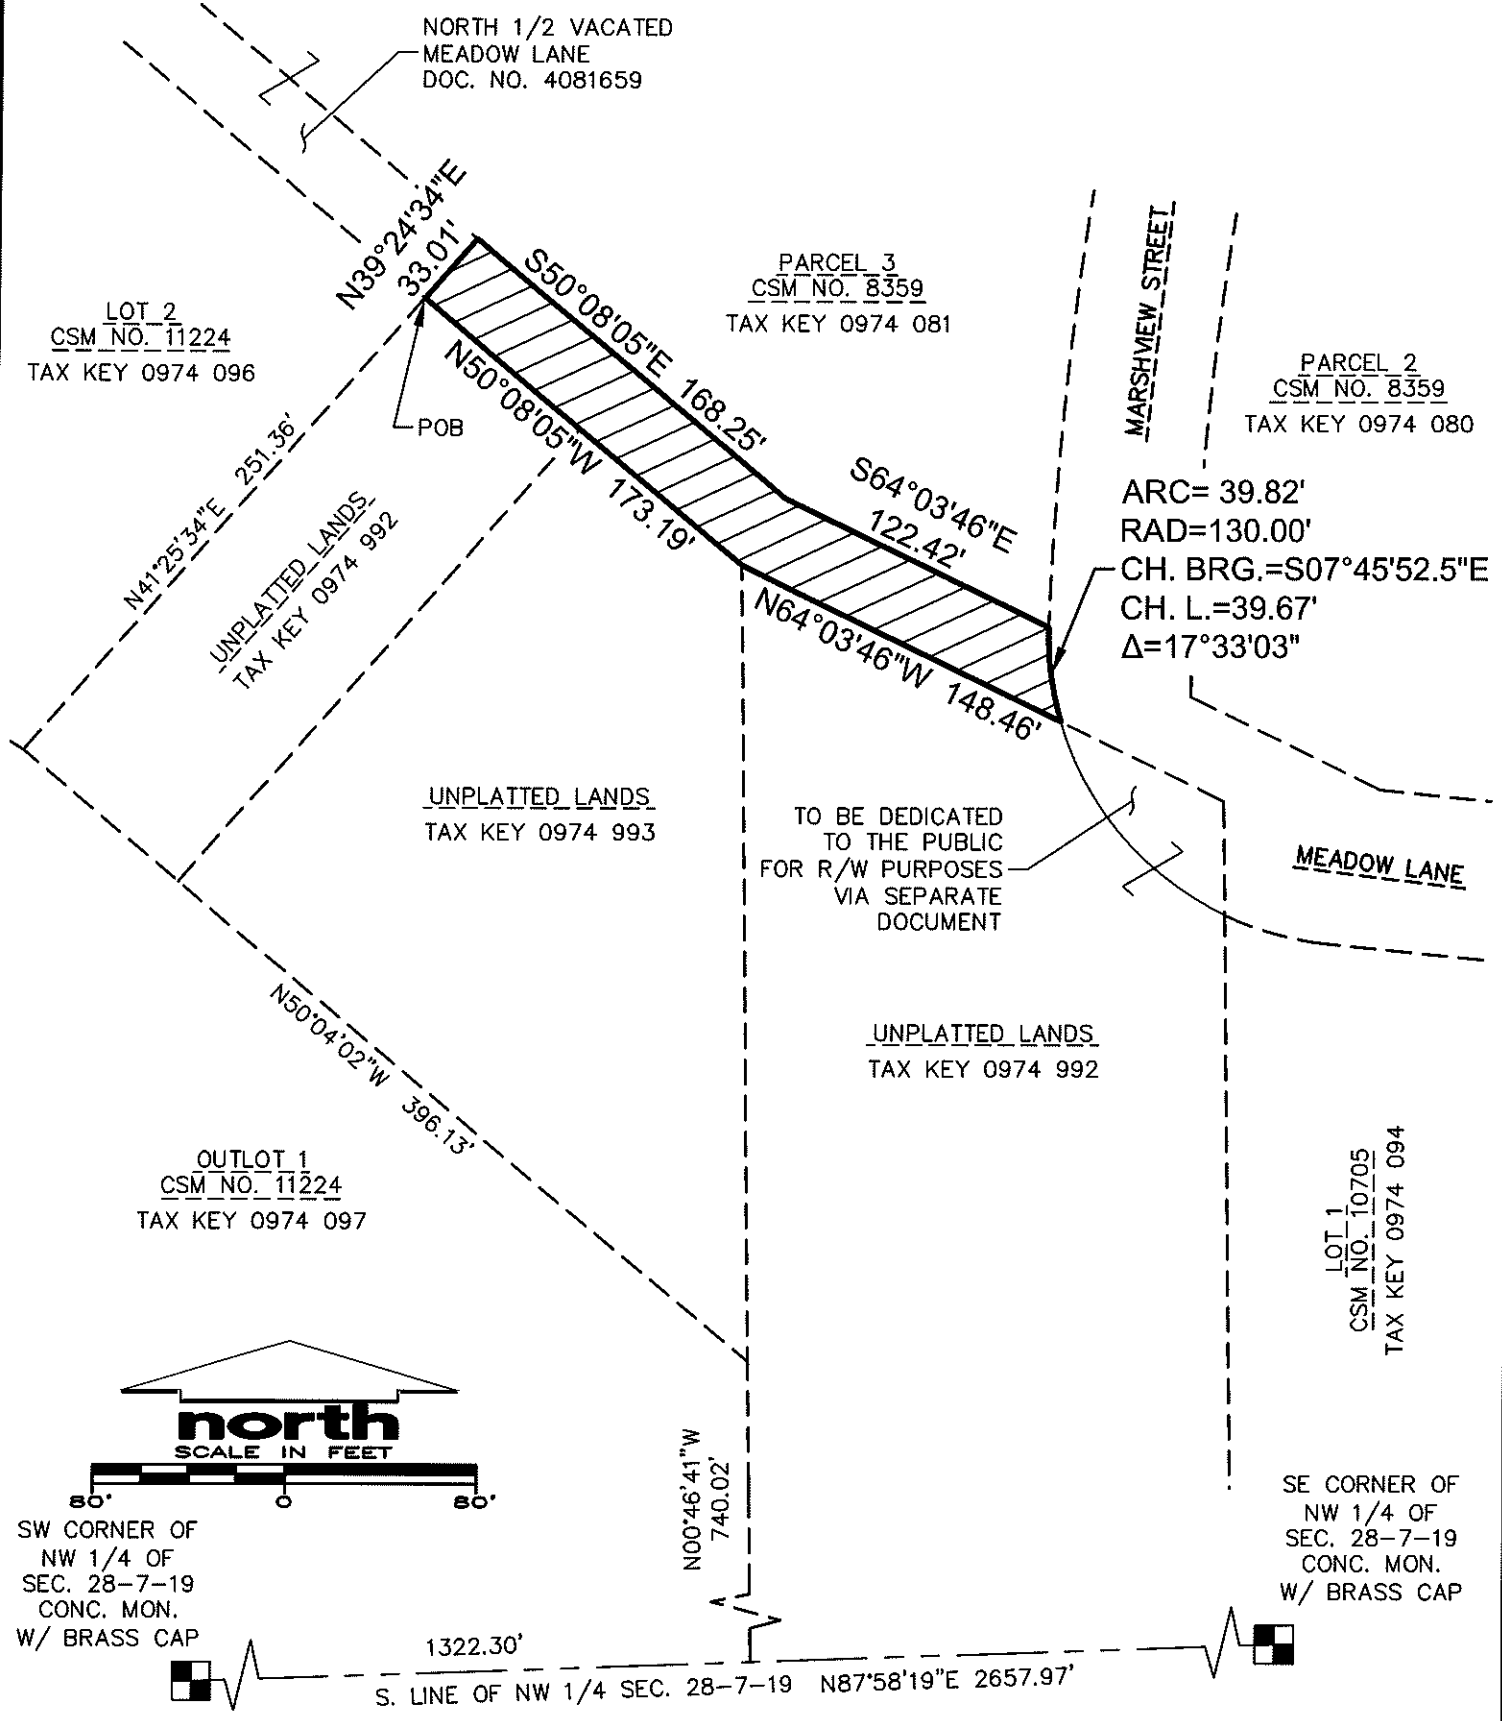 NORTH 1/2 VACATED
MEADOW LANE
DOC. NO. 4081659
N39°24'34"E
33.01'
S50°08'05"E 168.25'
PARCEL 3
CSM NO. 8359
TAX KEY 0974 081
MARSHVIEW STREET
LOT 2
CSM NO. 11224
TAX KEY 0974 096
PARCEL 2
CSM NO. 8359
TAX KEY 0974 080
POB
N50°08'05"W 173.19'
S64°03'46"E
122.42'
ARC= 39.82'
RAD=130.00'
CH. BRG.=S07°45'52.5"E
CH. L.=39.67'
Δ=17°33'03"
N41°25'34"E 251.36'
UNPLATTED LANDS
TAX KEY 0974 992
N64°03'46"W 148.46'
UNPLATTED LANDS
TAX KEY 0974 993
TO BE DEDICATED
TO THE PUBLIC
FOR R/W PURPOSES
VIA SEPARATE
DOCUMENT
MEADOW LANE
N50°04'02"W 396.13'
UNPLATTED LANDS
TAX KEY 0974 992
OUTLOT 1
CSM NO. 11224
TAX KEY 0974 097
LOT 1
CSM NO. 10705
TAX KEY 0974 094
north
SCALE IN FEET
80' 0 80'
N00°46'41"W
740.02'
SW CORNER OF
NW 1/4 OF
SEC. 28-7-19
CONC. MON.
W/ BRASS CAP
SE CORNER OF
NW 1/4 OF
SEC. 28-7-19
CONC. MON.
W/ BRASS CAP
1322.30'
S. LINE OF NW 1/4 SEC. 28-7-19 N87°58'19"E 2657.97'